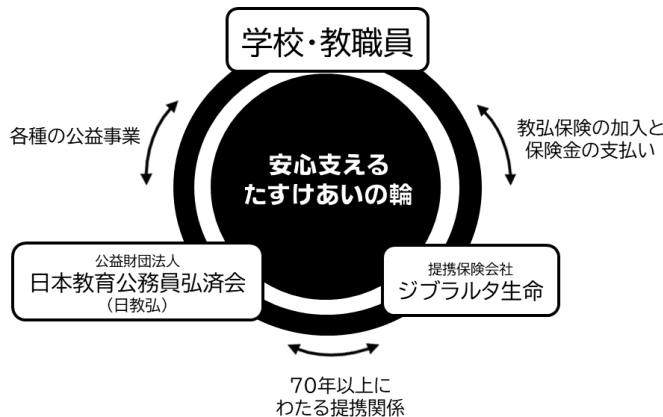 学校・教職員
各種の公益事業
教弘保険の加入と
保険金の支払い
安心支える
たすけあいの輪
公益財団法人
日本教育公務員弘済会
（日教弘）
提携保険会社
ジブラルタ生命
70年以上に
わたる提携関係